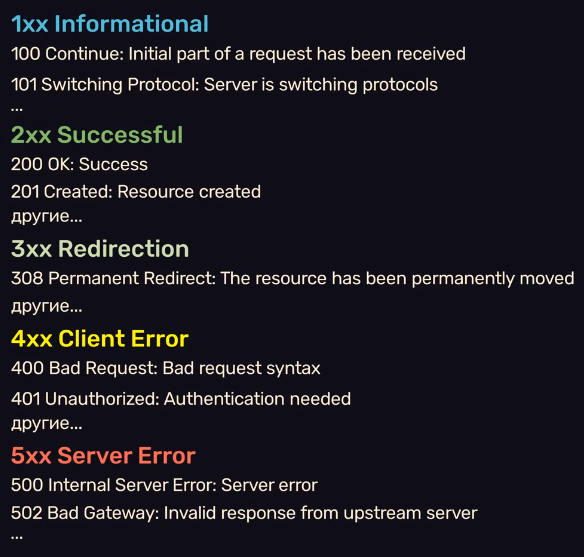 1xx Informational
100 Continue: Initial part of a request has been received
101 Switching Protocol: Server is switching protocols
...
2xx Successful
200 OK: Success
201 Created: Resource created
другие...
3xx Redirection
308 Permanent Redirect: The resource has been permanently moved
другие...
4xx Client Error
400 Bad Request: Bad request syntax
401 Unauthorized: Authentication needed
другие...
5xx Server Error
500 Internal Server Error: Server error
502 Bad Gateway: Invalid response from upstream server
...